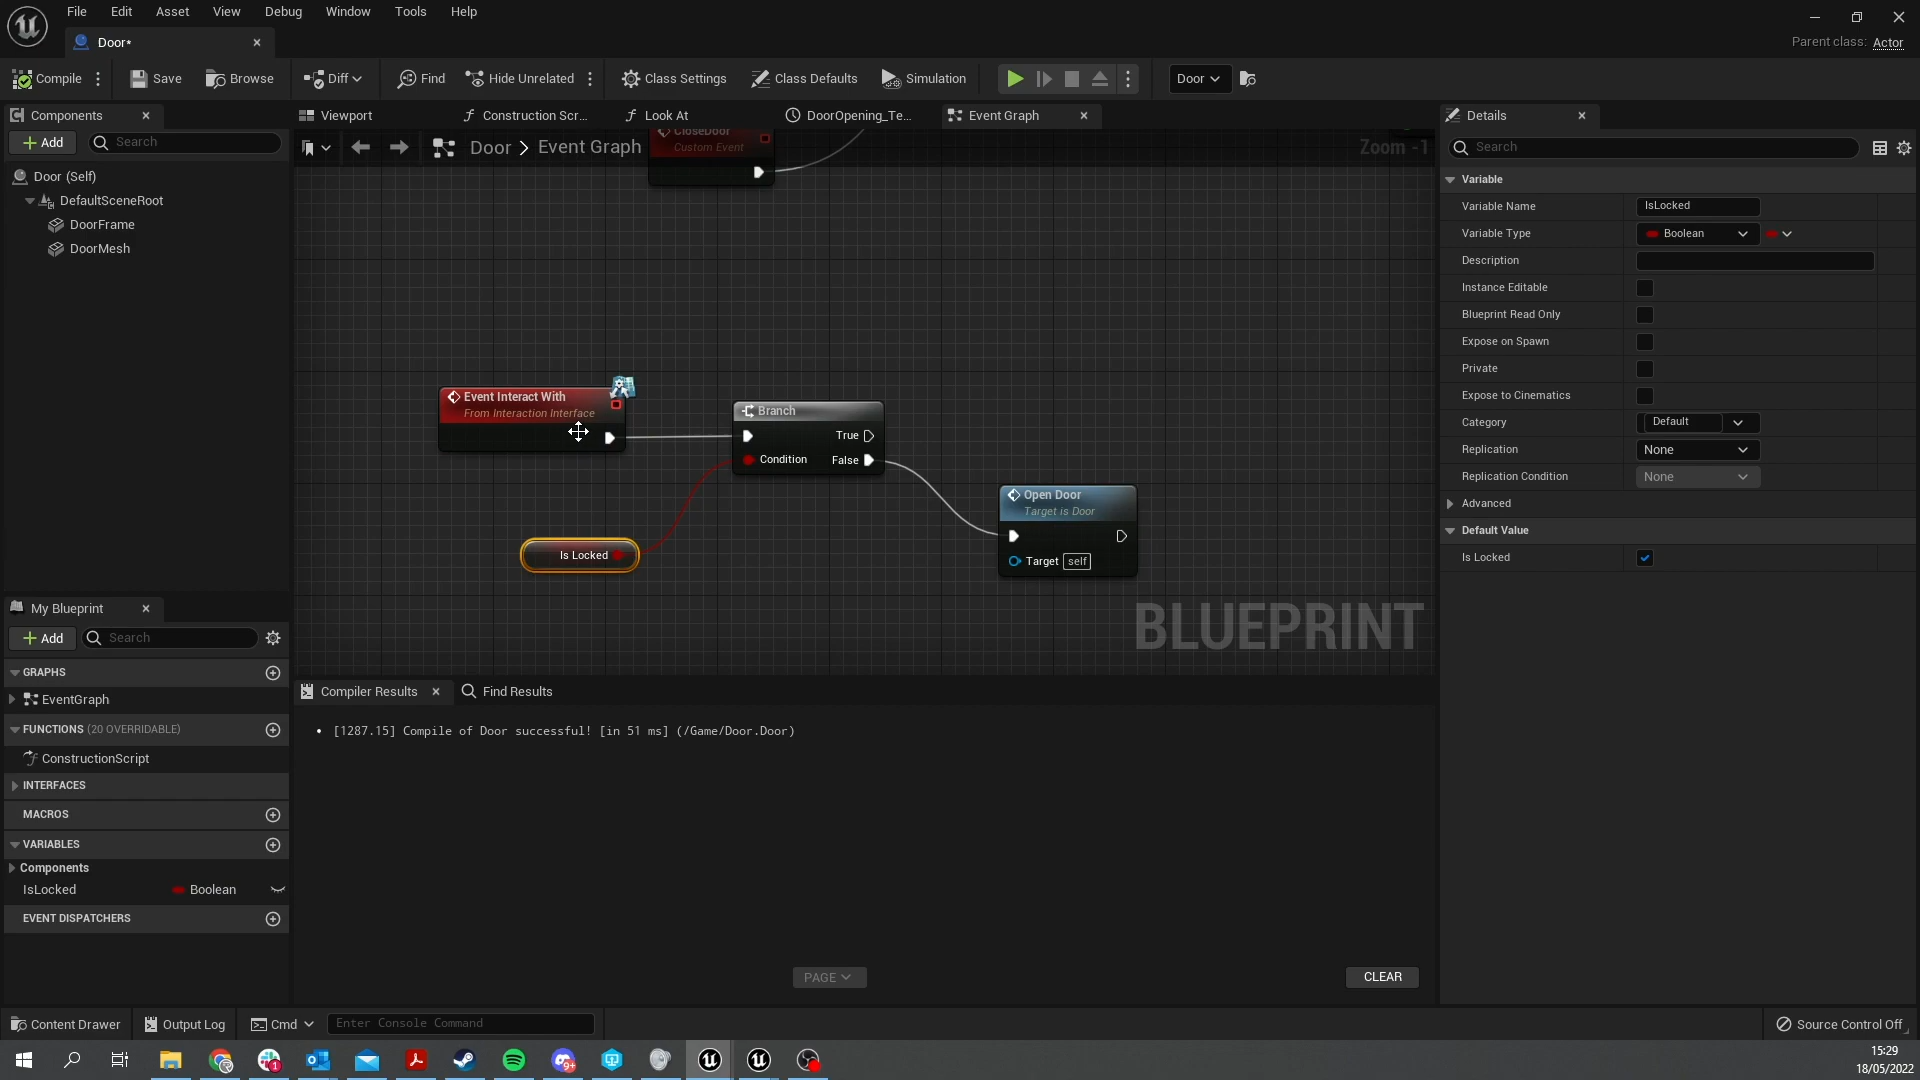 File Edit Asset View Debug Window Tools Help
Door*
Parent class: Actor
Compile Save Browse Diff Find Hide Unrelated Class Settings Class Defaults Simulation Door
Components
Viewport Construction Scr... Look At DoorOpening_Te... Event Graph
Details
Add Search
Door > Event Graph
Zoom -1
Search
CloseDoor
Custom Event
Door (Self)
DefaultSceneRoot
DoorFrame
DoorMesh
Event Interact With
From Interaction Interface
Branch
True
Condition False
Open Door
Target is Door
Target self
Is Locked
BLUEPRINT
Variable
Variable Name IsLocked
Variable Type Boolean
Description
Instance Editable
Blueprint Read Only
Expose on Spawn
Private
Expose to Cinematics
Category Default
Replication None
Replication Condition None
Advanced
Default Value
Is Locked
My Blueprint
Add Search
GRAPHS
EventGraph
FUNCTIONS (20 OVERRIDABLE)
ConstructionScript
INTERFACES
MACROS
VARIABLES
Components
IsLocked Boolean
EVENT DISPATCHERS
Compiler Results Find Results
[1287.15] Compile of Door successful! [in 51 ms] (/Game/Door.Door)
PAGE CLEAR
Content Drawer Output Log Cmd Enter Console Command Source Control Off
1
9+
15:29
18/05/2022